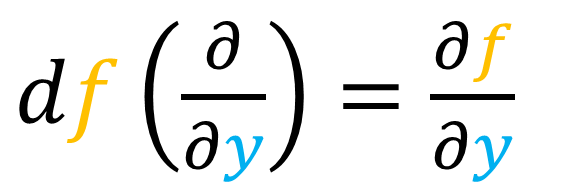 df(∂/∂y) = ∂f/∂y